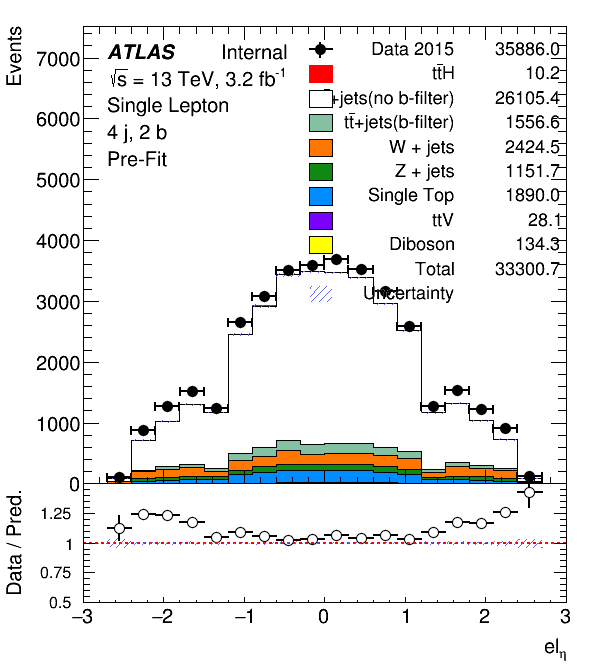 Events
7000
6000
5000
4000
3000
2000
1000
0
ATLAS Internal
√s = 13 TeV, 3.2 fb⁻¹
Single Lepton
4 j, 2 b
Pre-Fit
Data 2015 35886.0
tt̄H 10.2
+jets(no b-filter) 26105.4
tt̄+jets(b-filter) 1556.6
W + jets 2424.5
Z + jets 1151.7
Single Top 1890.0
ttV 28.1
Diboson 134.3
Total 33300.7
Uncertainty
Data / Pred.
1.25
1
0.75
0.5
−3 −2 −1 0 1 2 3
el_η